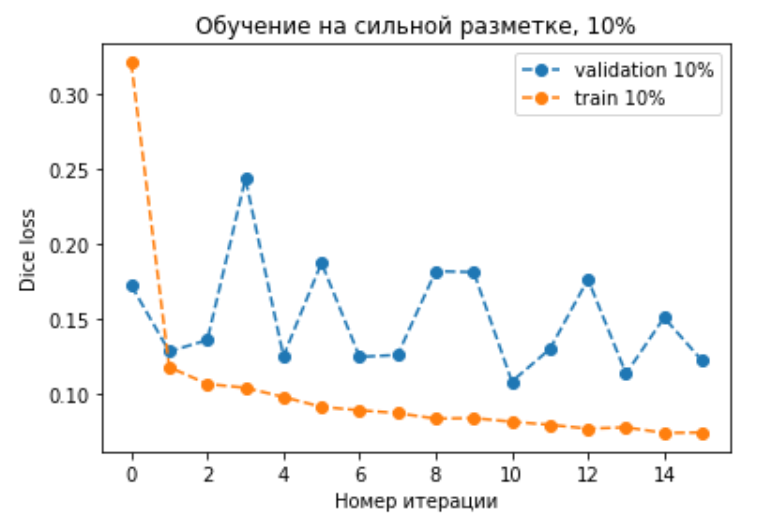 Обучение на сильной разметке, 10%
validation 10%
train 10%
0.30
0.25
0.20
0.15
0.10
Dice loss
0 2 4 6 8 10 12 14
Номер итерации